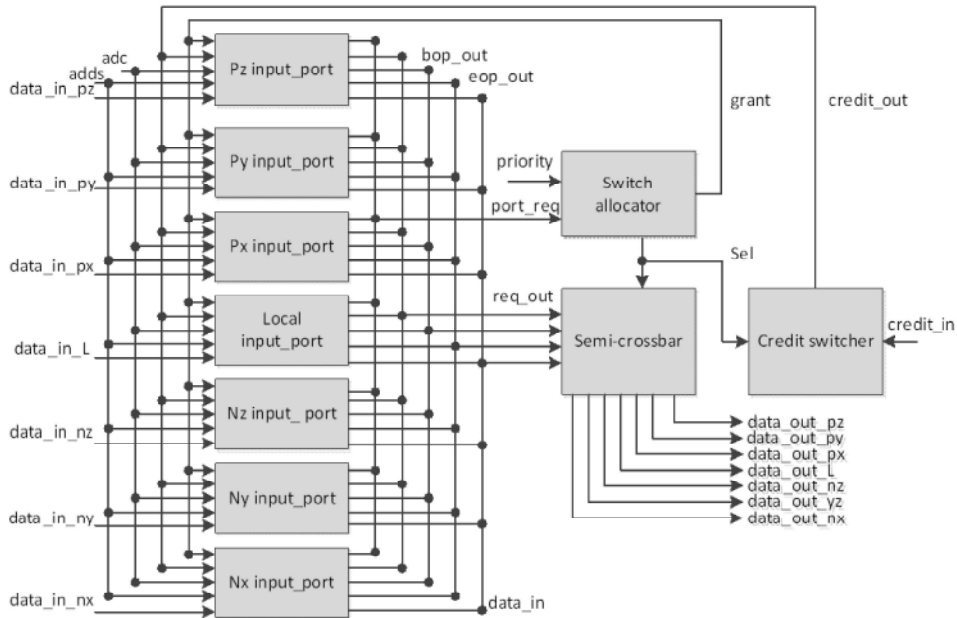 adc
adds
data_in_pz
Pz input_port
bop_out
eop_out
grant
credit_out
data_in_py
Py input_port
priority
port_req
Switch
allocator
data_in_px
Px input_port
Sel
data_in_L
Local
input_port
req_out
Semi-crossbar
Credit switcher
credit_in
data_in_nz
Nz input_ port
data_out_pz
data_out_py
data_out_px
data_out_L
data_out_nz
data_out_yz
data_out_nx
data_in_ny
Ny input_port
data_in_nx
Nx input_port
data_in